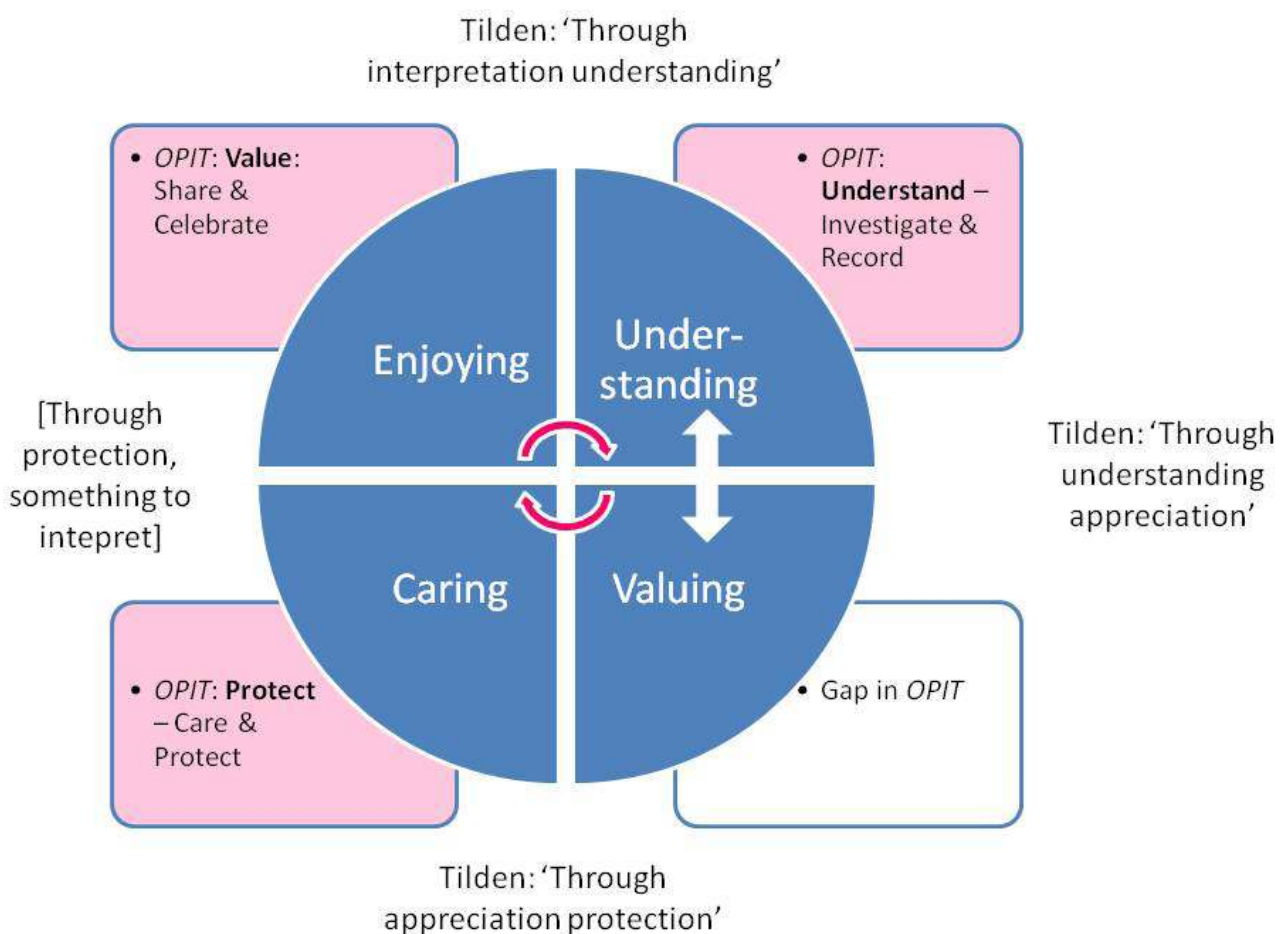 Tilden: ‘Through
interpretation understanding’
• OPIT: Value:
Share &
Celebrate
• OPIT:
Understand –
Investigate &
Record
Enjoying
Under-
standing
[Through
protection,
something to
intepret]
Tilden: ‘Through
understanding
appreciation’
Caring
Valuing
• OPIT: Protect
– Care &
Protect
• Gap in OPIT
Tilden: ‘Through
appreciation protection’